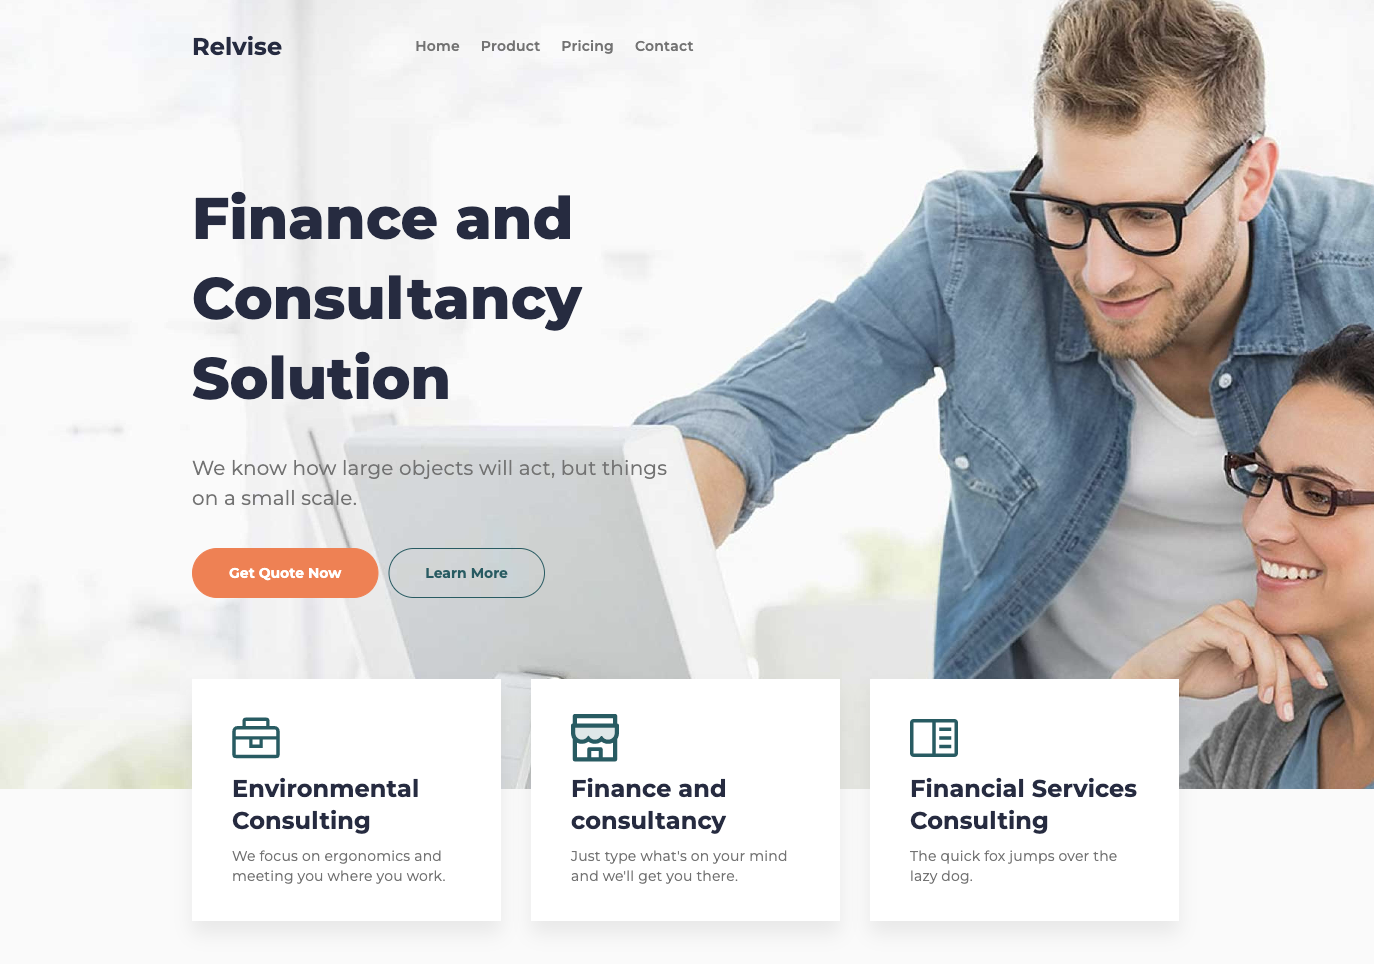 Relvise
Home Product Pricing Contact
Finance and
Consultancy
Solution
We know how large objects will act, but things
on a small scale.
Get Quote Now
Learn More
Environmental
Consulting
We focus on ergonomics and
meeting you where you work.
Finance and
consultancy
Just type what's on your mind
and we'll get you there.
Financial Services
Consulting
The quick fox jumps over the
lazy dog.